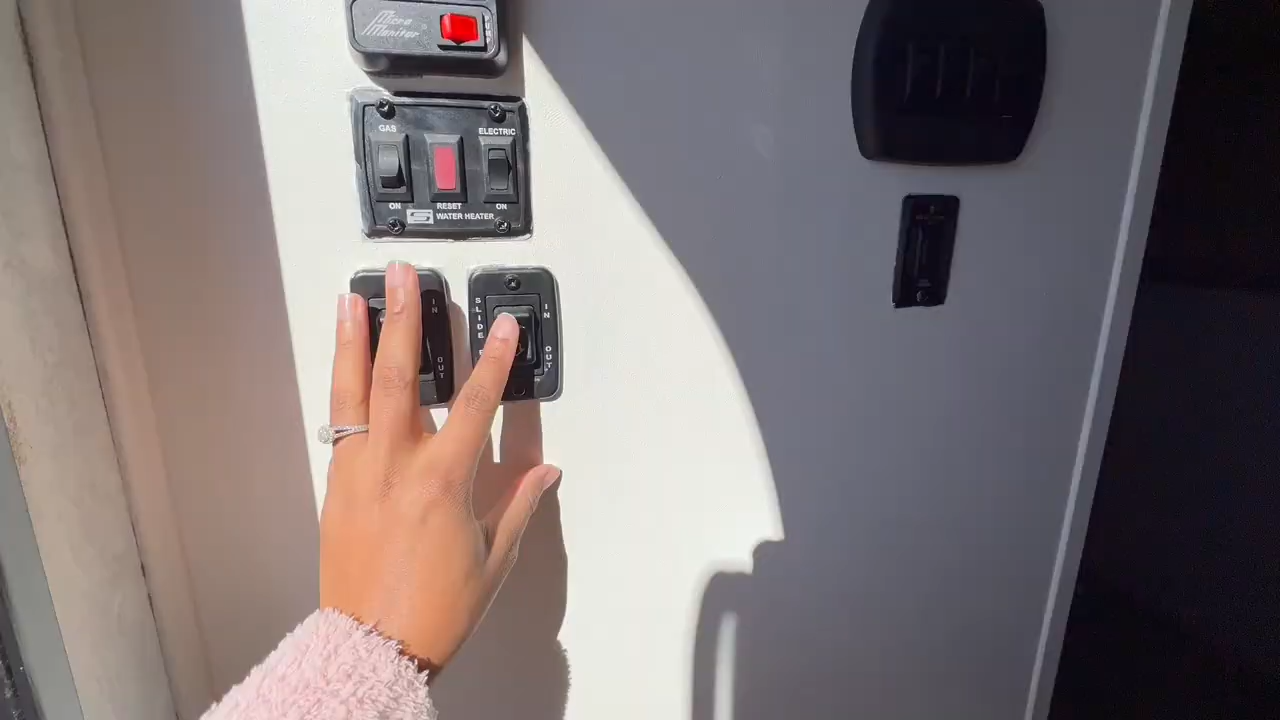 Micro
Monitor
GAS
ELECTRIC
ON
RESET
ON
WATER HEATER
IN
OUT
SLIDE
IN
OUT